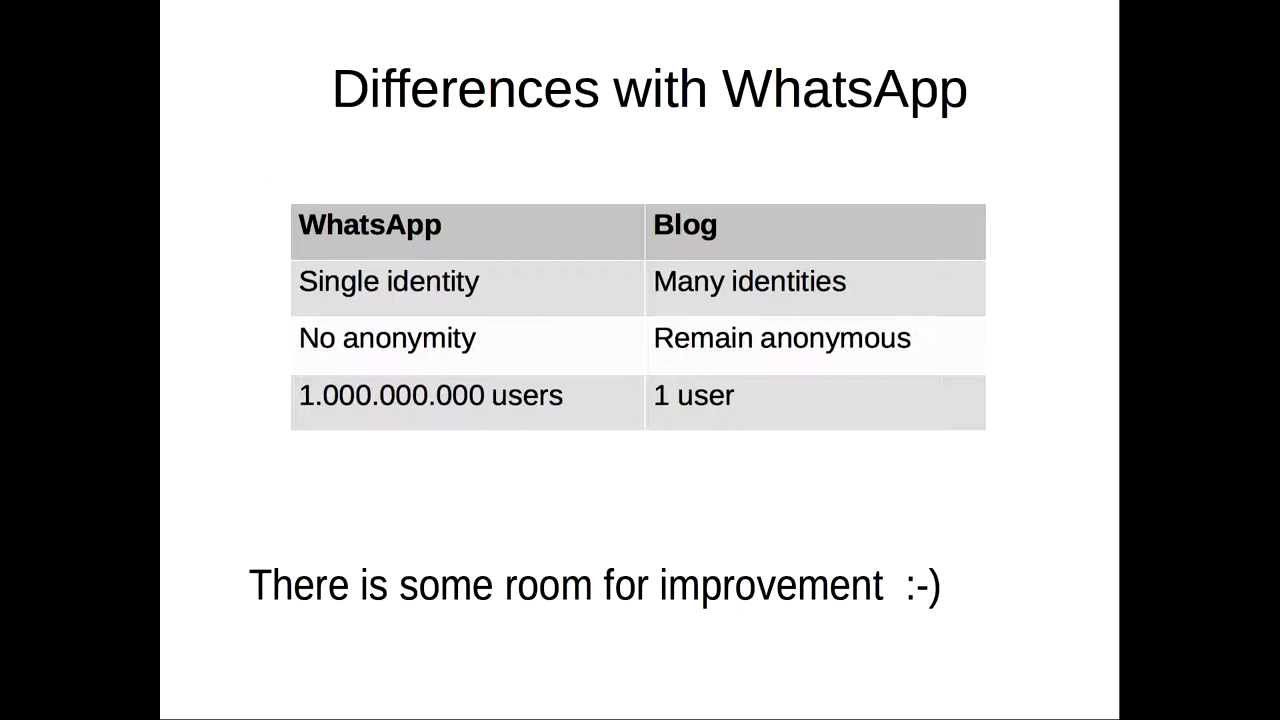 Differences with WhatsApp
WhatsApp Blog
Single identity Many identities
No anonymity Remain anonymous
1.000.000.000 users 1 user
There is some room for improvement  :-)